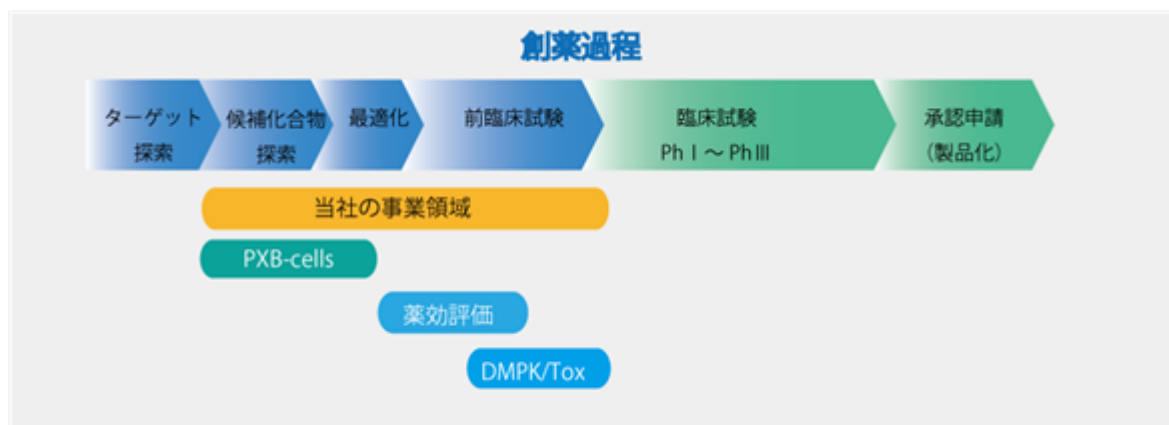 創薬過程
ターゲット
探索
候補化合物
探索
最適化
前臨床試験
臨床試験
Ph Ⅰ ～ Ph Ⅲ
承認申請
（製品化）
当社の事業領域
PXB-cells
薬効評価
DMPK/Tox